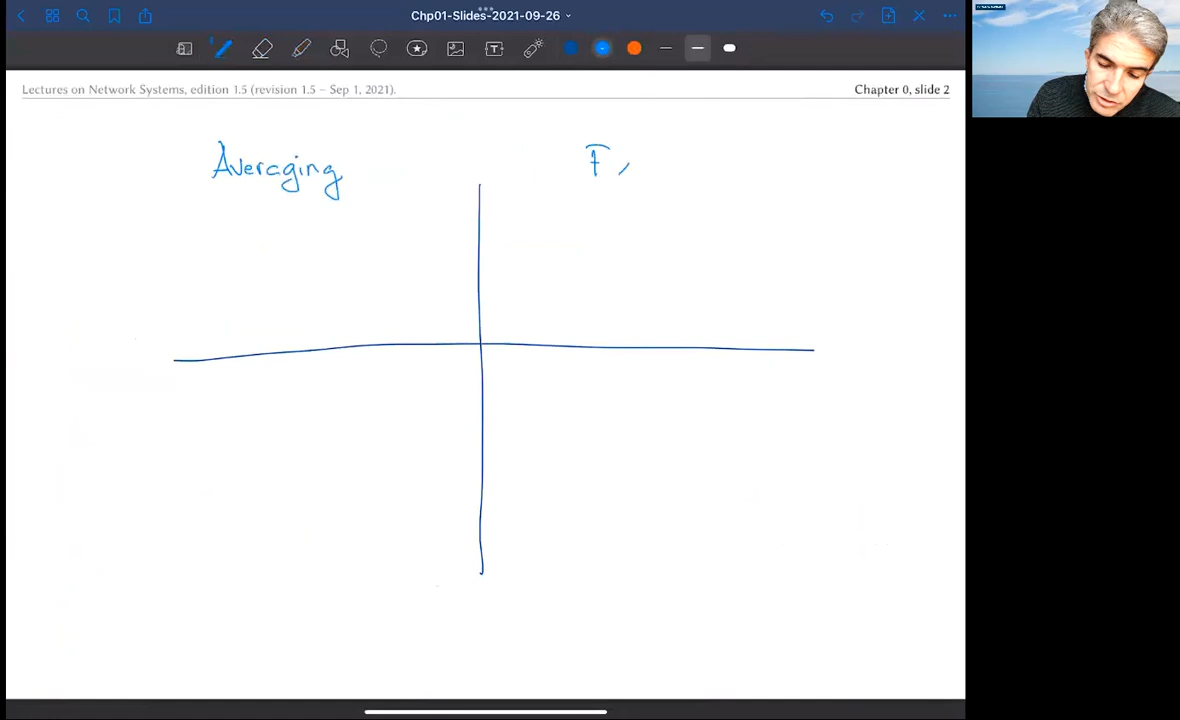 Chp01-Slides-2021-09-26
Lectures on Network Systems, edition 1.5 (revision 1.5 – Sep 1, 2021).
Chapter 0, slide 2
Averaging
F